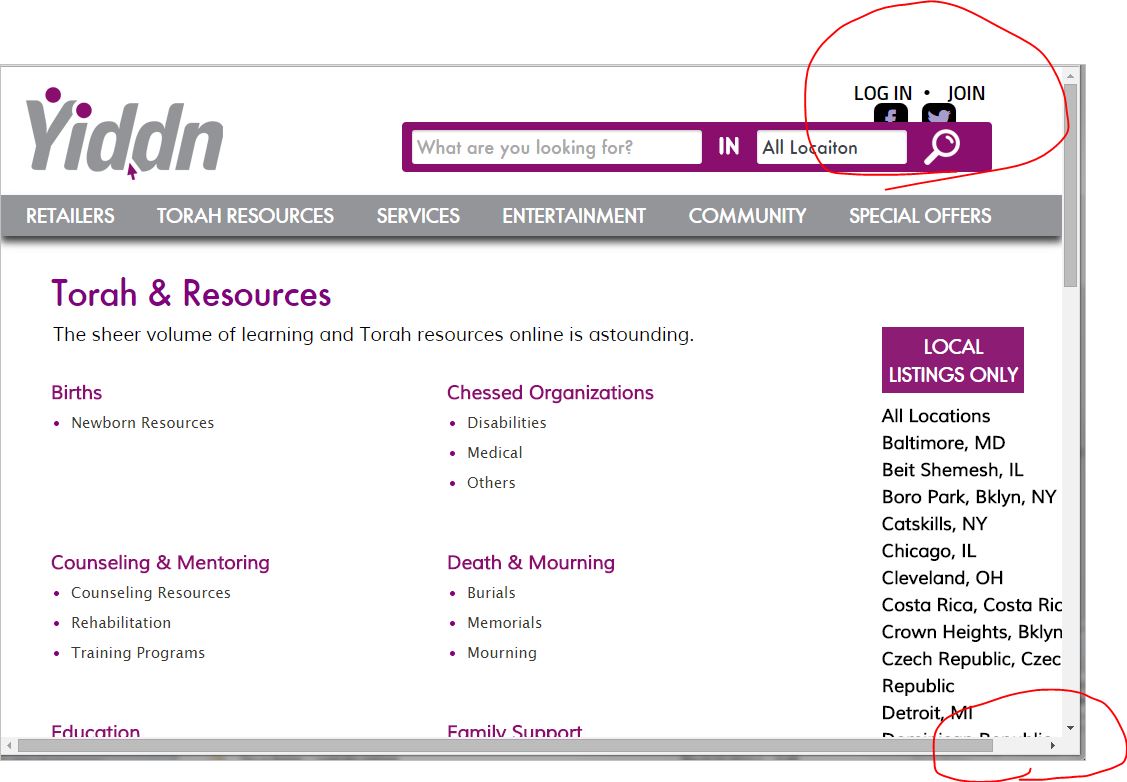 LOG IN • JOIN
Yiddn
What are you looking for? IN All Locaiton
RETAILERS TORAH RESOURCES SERVICES ENTERTAINMENT COMMUNITY SPECIAL OFFERS
Torah & Resources
The sheer volume of learning and Torah resources online is astounding.
Births
• Newborn Resources
Chessed Organizations
• Disabilities
• Medical
• Others
Counseling & Mentoring
• Counseling Resources
• Rehabilitation
• Training Programs
Death & Mourning
• Burials
• Memorials
• Mourning
Education
Family Support
LOCAL
LISTINGS ONLY
All Locations
Baltimore, MD
Beit Shemesh, IL
Boro Park, Bklyn, NY
Catskills, NY
Chicago, IL
Cleveland, OH
Costa Rica, Costa Ric
Crown Heights, Bklyn
Czech Republic, Czec
Republic
Detroit, MI
Dominican Republic